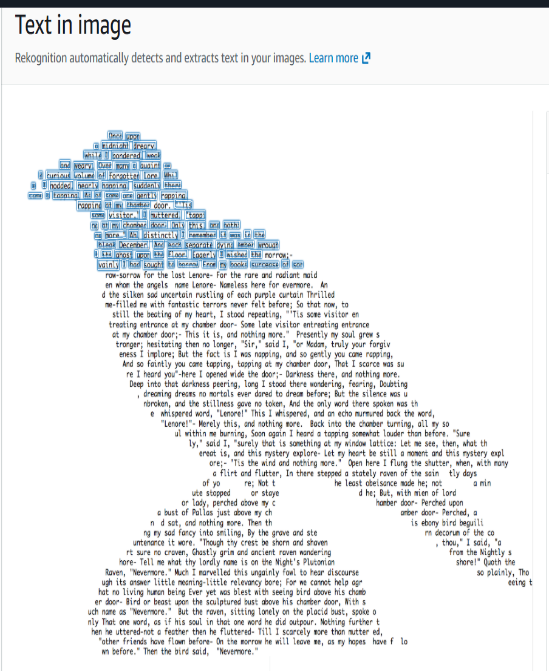 Text in image
Rekognition automatically detects and extracts text in your images. Learn more
Once upon
a midnight dreary,
while I pondered weak
and weary, Over many a quaint an
d curious volume of forgotten lore, Whil
e I nodded, nearly napping, suddenly there
came a tapping, As of some one gently rapping,
rapping at my chamber door. "'Tis
some visitor," I muttered, "tappi
ng at my chamber door: Only this, and nothi
ng more." Ah, distinctly I remember it was in the
bleak December; And each separate dying ember wrough
t its ghost upon the floor. Eagerly I wished the morrow;-
vainly I had sought to borrow From my books surcease of sor
row-sorrow for the lost Lenore- For the rare and radiant maid
en whom the angels name Lenore- Nameless here for evermore. An
d the silken sad uncertain rustling of each purple curtain Thrilled
me-filled me with fantastic terrors never felt before; So that now, to
still the beating of my heart, I stood repeating, "'Tis some visitor en
treating entrance at my chamber door- Some late visitor entreating entrance
at my chamber door;- This it is, and nothing more." Presently my soul grew s
tronger; hesitating then no longer, "Sir," said I, "or Madam, truly your forgiv
eness I implore; But the fact is I was napping, and so gently you came rapping,
And so faintly you came tapping, tapping at my chamber door, That I scarce was su
re I heard you"-here I opened wide the door;- Darkness there, and nothing more.
Deep into that darkness peering, long I stood there wondering, fearing, Doubting
, dreaming dreams no mortals ever dared to dream before; But the silence was u
nbroken, and the stillness gave no token, And the only word there spoken was th
e whispered word, "Lenore!" This I whispered, and an echo murmured back the word,
"Lenore!"- Merely this, and nothing more. Back into the chamber turning, all my so
ul within me burning, Soon again I heard a tapping somewhat louder than before. "Sure
ly," said I, "surely that is something at my window lattice: Let me see, then, what th
ereat is, and this mystery explore- Let my heart be still a moment and this mystery expl
ore;- 'Tis the wind and nothing more." Open here I flung the shutter, when, with many
a flirt and flutter, In there stepped a stately raven of the sain tly days
of yo re; Not t he least obeisance made he; not a min
ute stopped or staye d he; But, with mien of lord
or lady, perched above my c hamber door- Perched upon
a bust of Pallas just above my ch amber door- Perched, a
n d sat, and nothing more. Then th is ebony bird beguili
ng my sad fancy into smiling, By the grave and ste rn decorum of the co
untenance it wore. "Though thy crest be shorn and shaven , thou," I said, "a
rt sure no craven, Ghastly grim and ancient raven wandering from the Nightly s
hore- Tell me what thy lordly name is on the Night's Plutonian shore!" Quoth the
Raven, "Nevermore." Much I marvelled this ungainly fowl to hear discourse so plainly, Tho
ugh its answer little meaning-little relevancy bore; For we cannot help agr eeing t
hat no living human being Ever yet was blest with seeing bird above his chamb
er door- Bird or beast upon the sculptured bust above his chamber door, With s
uch name as "Nevermore." But the raven, sitting lonely on the placid bust, spoke o
nly That one word, as if his soul in that one word he did outpour. Nothing further t
hen he uttered-not a feather then he fluttered- Till I scarcely more than mutter ed,
"other friends have flown before- On the morrow he will leave me, as my hopes have f lo
wn before." Then the bird said, "Nevermore."